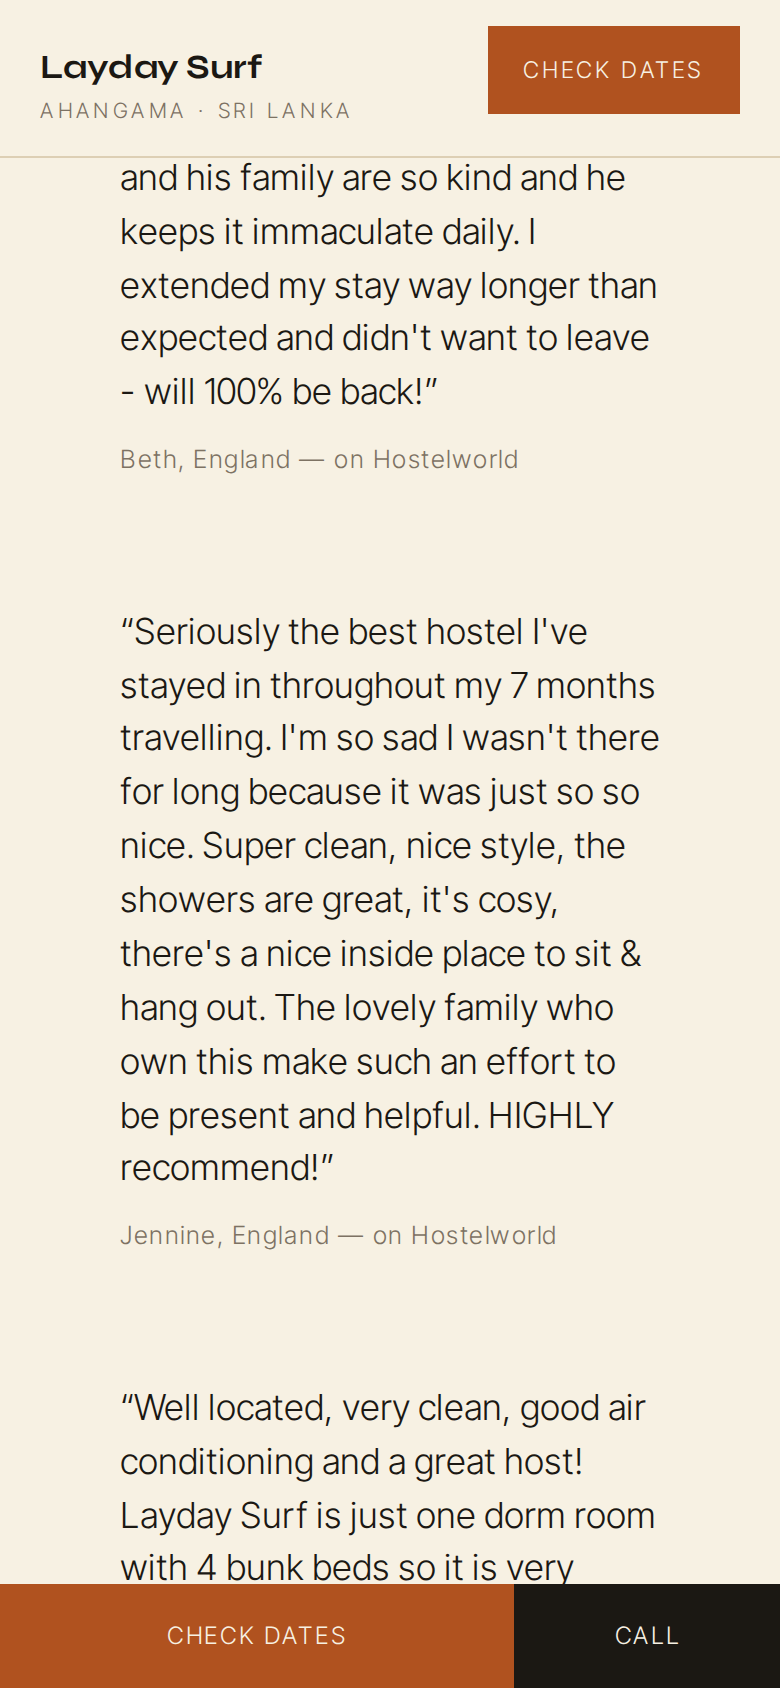 Layday Surf
CHECK DATES
AHANGAMA · SRI LANKA
and his family are so kind and he
keeps it immaculate daily. I
extended my stay way longer than
expected and didn't want to leave
- will 100% be back!”
Beth, England — on Hostelworld
“Seriously the best hostel I've
stayed in throughout my 7 months
travelling. I'm so sad I wasn't there
for long because it was just so so
nice. Super clean, nice style, the
showers are great, it's cosy,
there's a nice inside place to sit &
hang out. The lovely family who
own this make such an effort to
be present and helpful. HIGHLY
recommend!”
Jennine, England — on Hostelworld
“Well located, very clean, good air
conditioning and a great host!
Layday Surf is just one dorm room
with 4 bunk beds so it is very
CHECK DATES
CALL